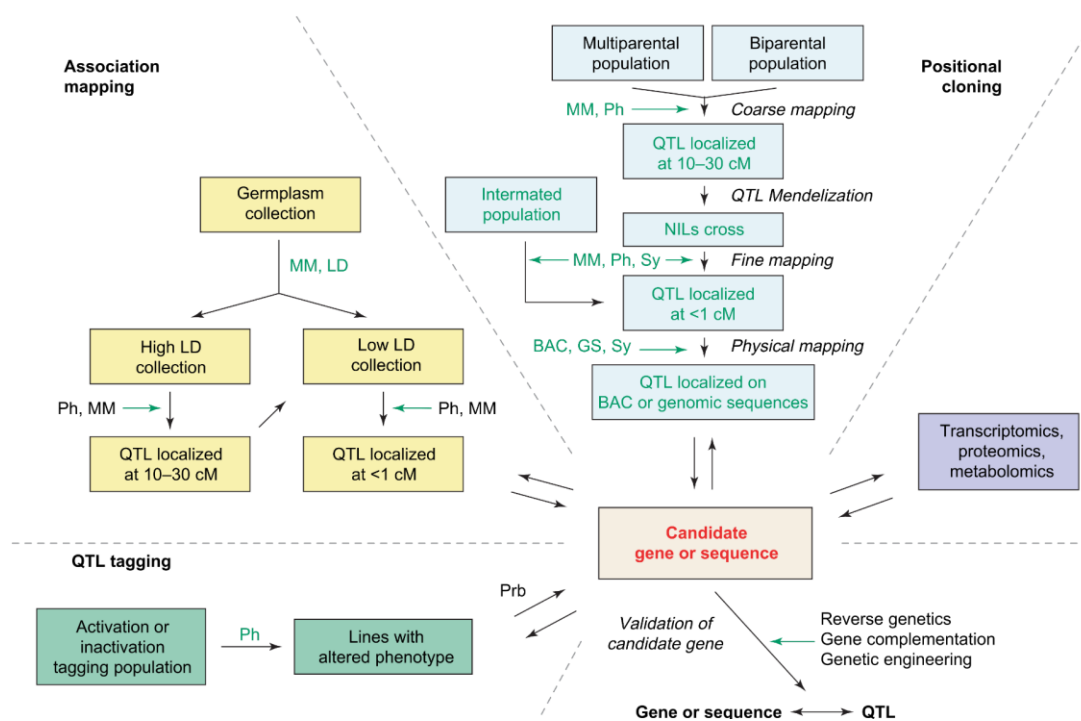 Association
mapping
Multiparental
population
Biparental
population
Positional
cloning
MM, Ph
Coarse mapping
QTL localized
at 10–30 cM
QTL Mendelization
Germplasm
collection
Intermated
population
NILs cross
MM, LD
MM, Ph, Sy
Fine mapping
QTL localized
at <1 cM
High LD
collection
Low LD
collection
BAC, GS, Sy
Physical mapping
QTL localized on
BAC or genomic sequences
Ph, MM
Ph, MM
QTL localized
at 10–30 cM
QTL localized
at <1 cM
Transcriptomics,
proteomics,
metabolomics
Candidate
gene or sequence
QTL tagging
Prb
Activation or
inactivation
tagging population
Ph
Lines with
altered phenotype
Validation of
candidate gene
Reverse genetics
Gene complementation
Genetic engineering
Gene or sequence
QTL